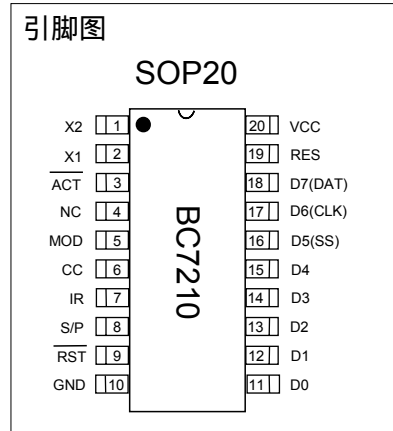 引脚图
SOP20
X2 1 20 VCC
X1 2 19 RES
ACT 3 18 D7(DAT)
NC 4 17 D6(CLK)
MOD 5 16 D5(SS)
CC 6 15 D4
IR 7 14 D3
S/P 8 13 D2
RST 9 12 D1
GND 10 11 D0
BC7210